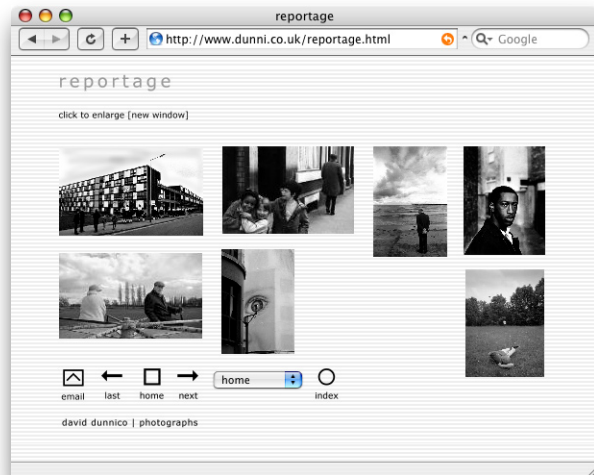 reportage
http://www.dunni.co.uk/reportage.html
Google
reportage
click to enlarge [new window]
home
email
last
home
next
index
david dunnico | photographs